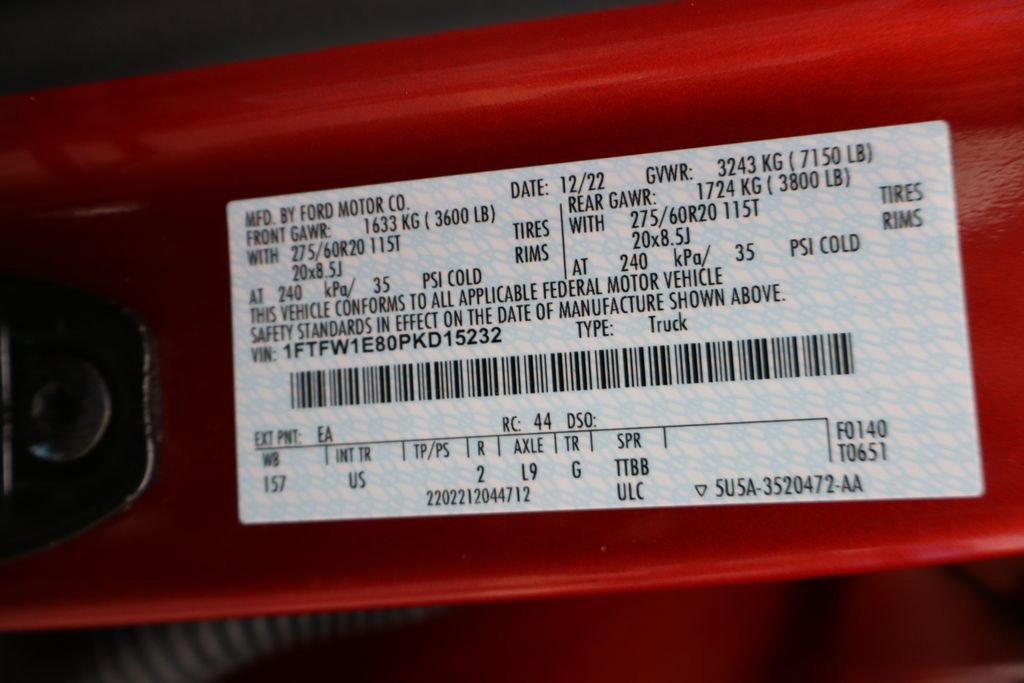 MFD. BY FORD MOTOR CO. DATE: 12/22 GVWR: 3243 KG ( 7150 LB)
FRONT GAWR: 1633 KG ( 3600 LB) REAR GAWR: 1724 KG ( 3800 LB)
WITH 275/60R20 115T TIRES WITH 275/60R20 115T TIRES
20x8.5J RIMS 20x8.5J RIMS
AT 240 kPa/ 35 PSI COLD AT 240 kPa/ 35 PSI COLD
THIS VEHICLE CONFORMS TO ALL APPLICABLE FEDERAL MOTOR VEHICLE
SAFETY STANDARDS IN EFFECT ON THE DATE OF MANUFACTURE SHOWN ABOVE.
VIN: 1FTFW1E80PKD15232 TYPE: Truck
EXT PNT: EA RC: 44 DSO:
WB INT TR TP/PS R AXLE TR SPR F0140
157 US 2 L9 G TTBB T0651
2202212044712 ULC ▽ 5U5A-3520472-AA